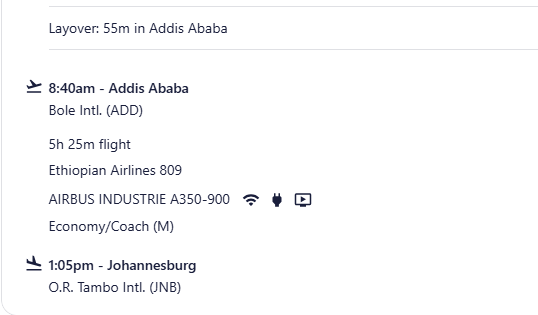 Layover: 55m in Addis Ababa
8:40am - Addis Ababa
Bole Intl. (ADD)
5h 25m flight
Ethiopian Airlines 809
AIRBUS INDUSTRIE A350-900
Economy/Coach (M)
1:05pm - Johannesburg
O.R. Tambo Intl. (JNB)